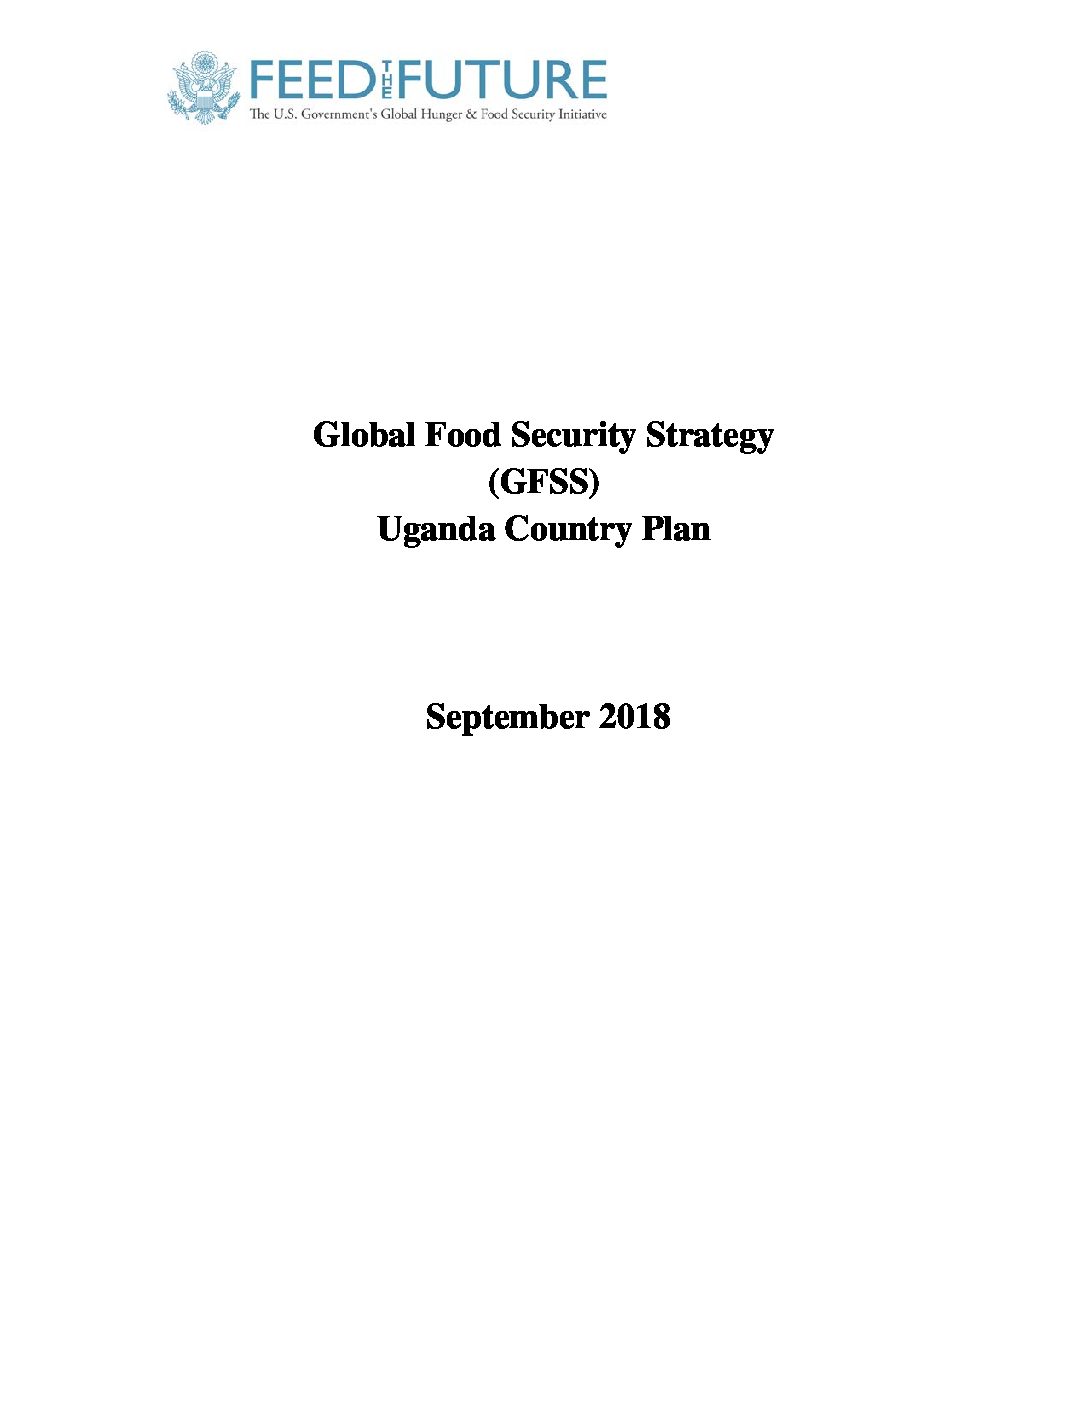 FEED THE FUTURE
The U.S. Government's Global Hunger & Food Security Initiative
Global Food Security Strategy
(GFSS)
Uganda Country Plan
September 2018